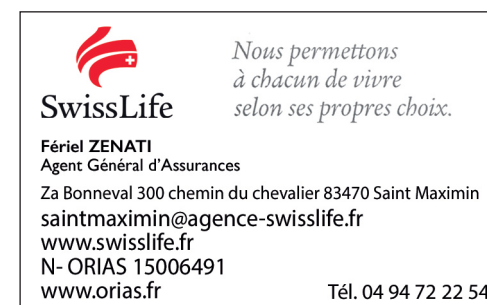 Nous permettons
à chacun de vivre
selon ses propres choix.
SwissLife
Fériel ZENATI
Agent Général d'Assurances
Za Bonneval 300 chemin du chevalier 83470 Saint Maximin
saintmaximin@agence-swisslife.fr
www.swisslife.fr
N- ORIAS 15006491
www.orias.fr Tél. 04 94 72 22 54